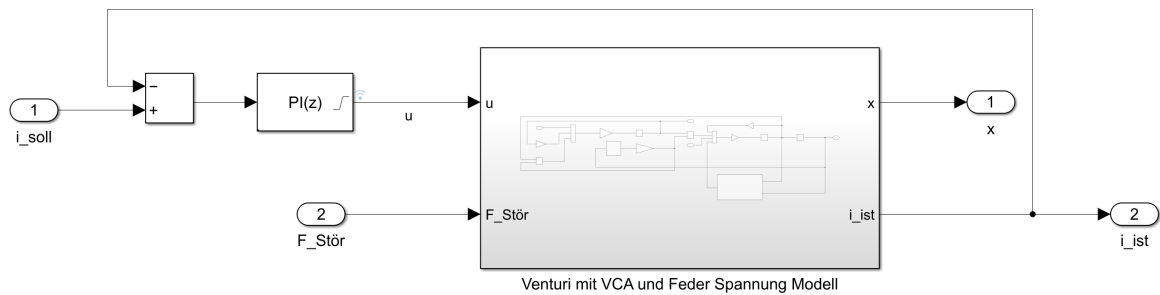 −
+
1
i_soll
PI(z)
u
u
x
1
x
2
F_Stör
F_Stör
i_ist
2
i_ist
Venturi mit VCA und Feder Spannung Modell